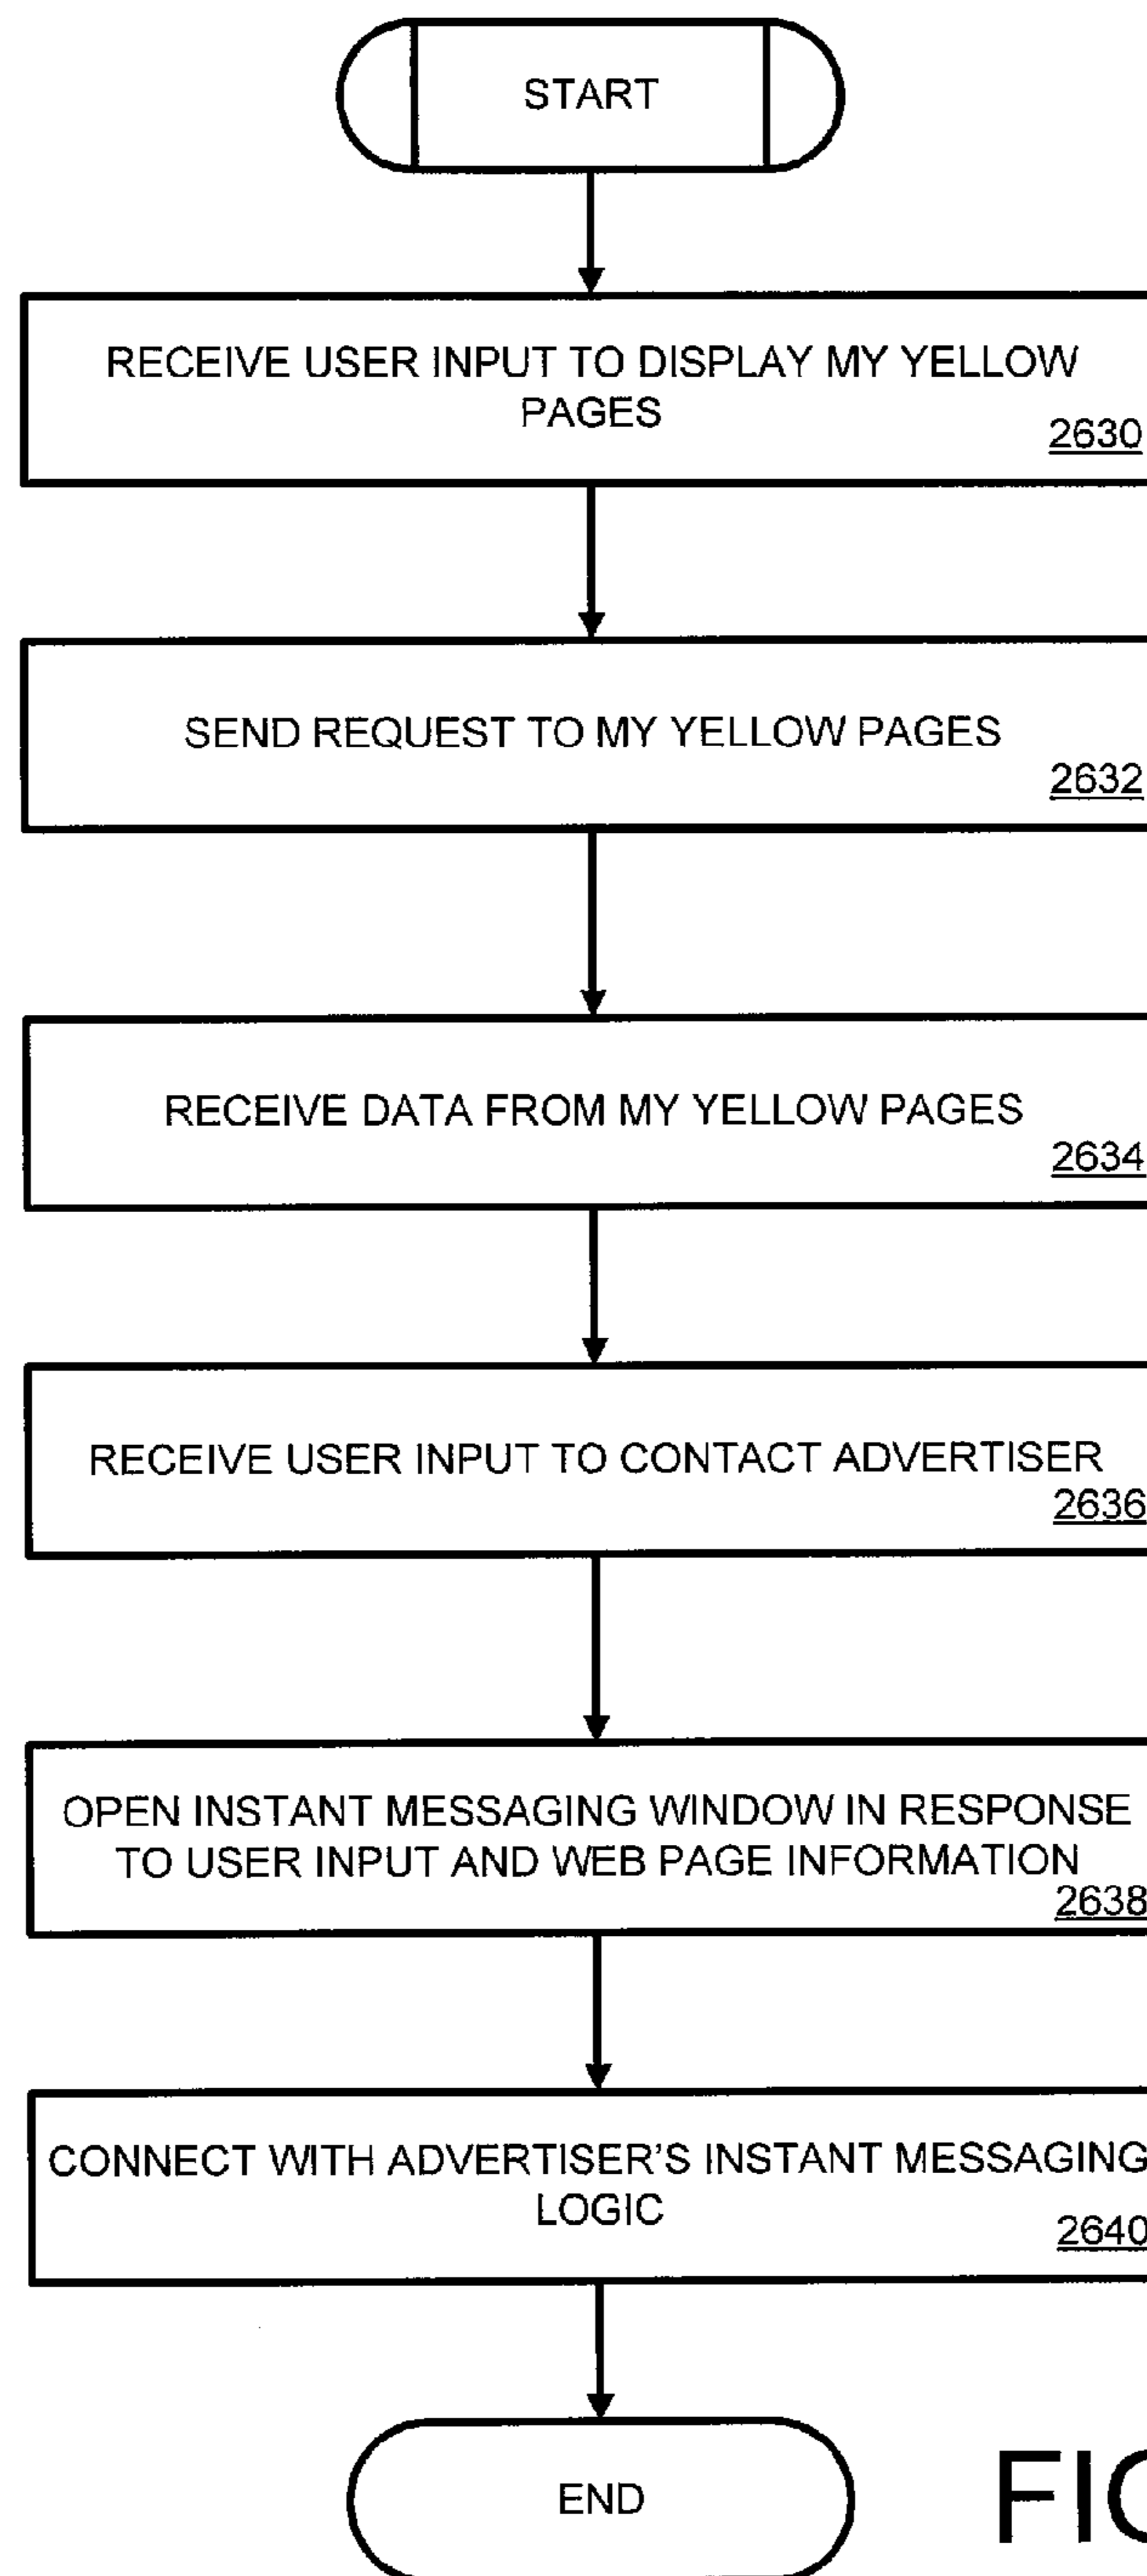 START
RECEIVE USER INPUT TO DISPLAY MY YELLOW
PAGES
2630
SEND REQUEST TO MY YELLOW PAGES
2632
RECEIVE DATA FROM MY YELLOW PAGES
2634
RECEIVE USER INPUT TO CONTACT ADVERTISER
2636
OPEN INSTANT MESSAGING WINDOW IN RESPONSE
TO USER INPUT AND WEB PAGE INFORMATION
2638
CONNECT WITH ADVERTISER'S INSTANT MESSAGING
LOGIC
2640
END